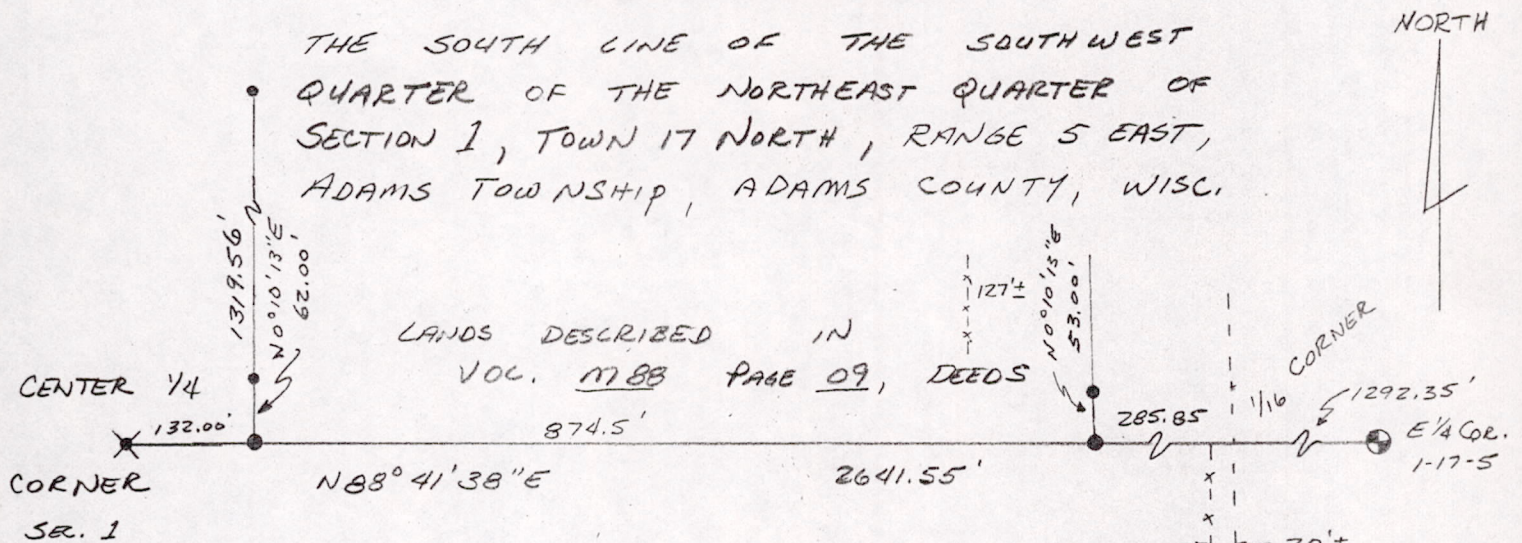 THE SOUTH LINE OF THE SOUTHWEST
NORTH
QUARTER OF THE NORTHEAST QUARTER OF
SECTION 1, TOWN 17 NORTH, RANGE 5 EAST,
ADAMS TOWNSHIP, ADAMS COUNTY, WISC.
1319.56'
N0°10'13"E
62.00'
LANDS DESCRIBED IN
VOL. M88 PAGE 09, DEEDS
127'±
N0°10'13"E
53.00'
CENTER 1/4
132.00'
874.5'
285.85
1/16 CORNER
1292.35'
E 1/4 COR.
1-17-5
CORNER
SEC. 1
N88°41'38"E
2641.55'